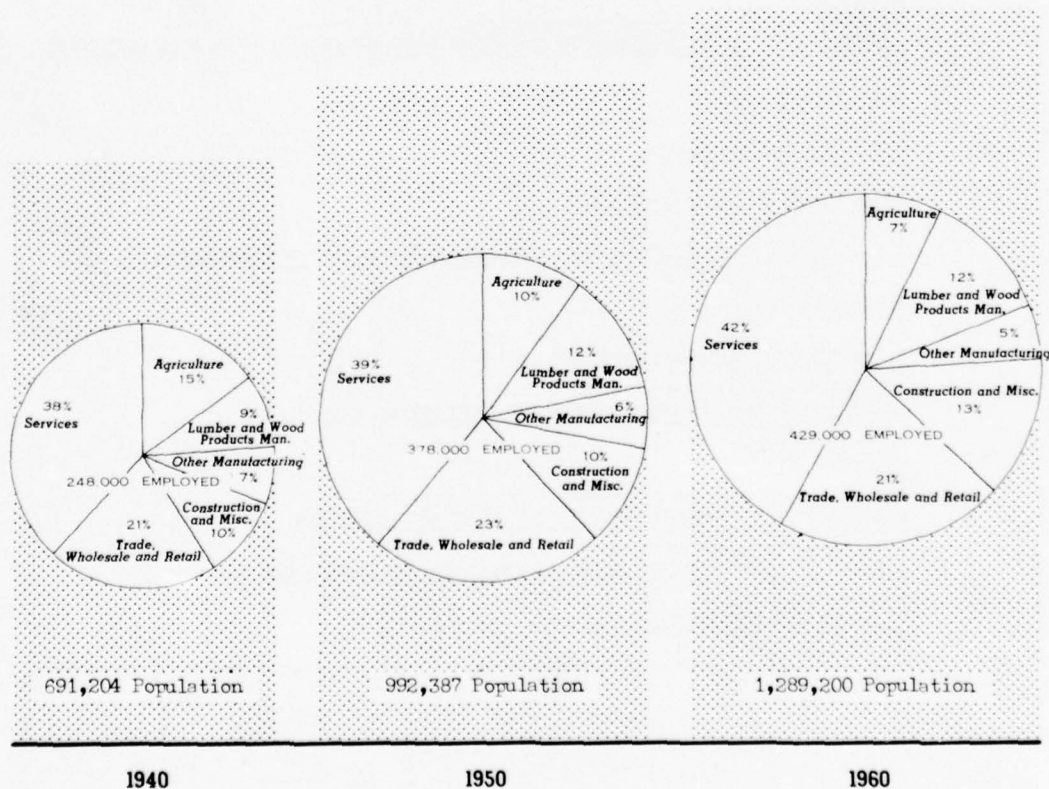 Agriculture
15%
9%
Lumber and Wood
Products Man.
Other Manufacturing
7%
Construction
and Misc.
10%
21%
Trade,
Wholesale and Retail
38%
Services
248,000 EMPLOYED
691,204 Population
1940
Agriculture
10%
12%
Lumber and Wood
Products Man.
6%
Other Manufacturing
10%
Construction
and Misc.
23%
Trade, Wholesale and Retail
39%
Services
378,000 EMPLOYED
992,387 Population
1950
Agriculture
7%
12%
Lumber and Wood
Products Man.
5%
Other Manufacturing
Construction and Misc.
13%
21%
Trade, Wholesale and Retail
42%
Services
429,000 EMPLOYED
1,289,200 Population
1960